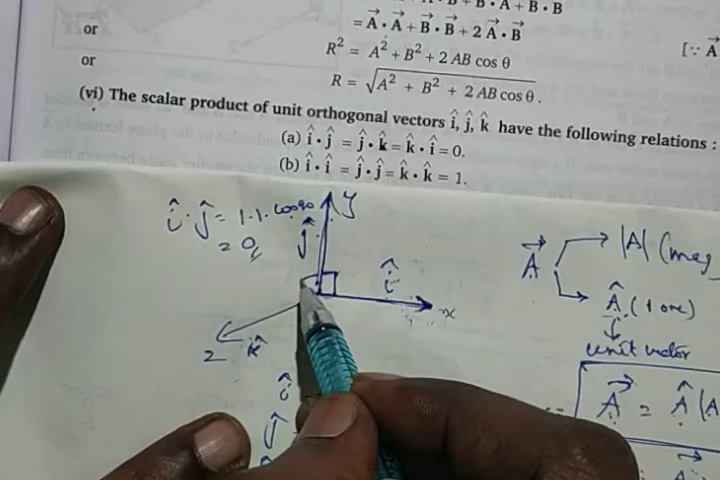 B · A + B · B
= A⃗ · A⃗ + B⃗ · B⃗ + 2 A⃗ · B⃗
[∵ A⃗
or
R² = A² + B² + 2 AB cos θ
or
R = √(A² + B² + 2 AB cos θ) .
(vi) The scalar product of unit orthogonal vectors î, ĵ, k̂ have the following relations :
(a) î · ĵ = ĵ · k̂ = k̂ · î = 0.
(b) î · î = ĵ · ĵ = k̂ · k̂ = 1.
î · ĵ = 1.1. cos90
= 0
y
ĵ
î
x
z
k̂
î
ĵ
A⃗
|A| (mag
Â (1 one)
unit vector
A⃗ = Â |A